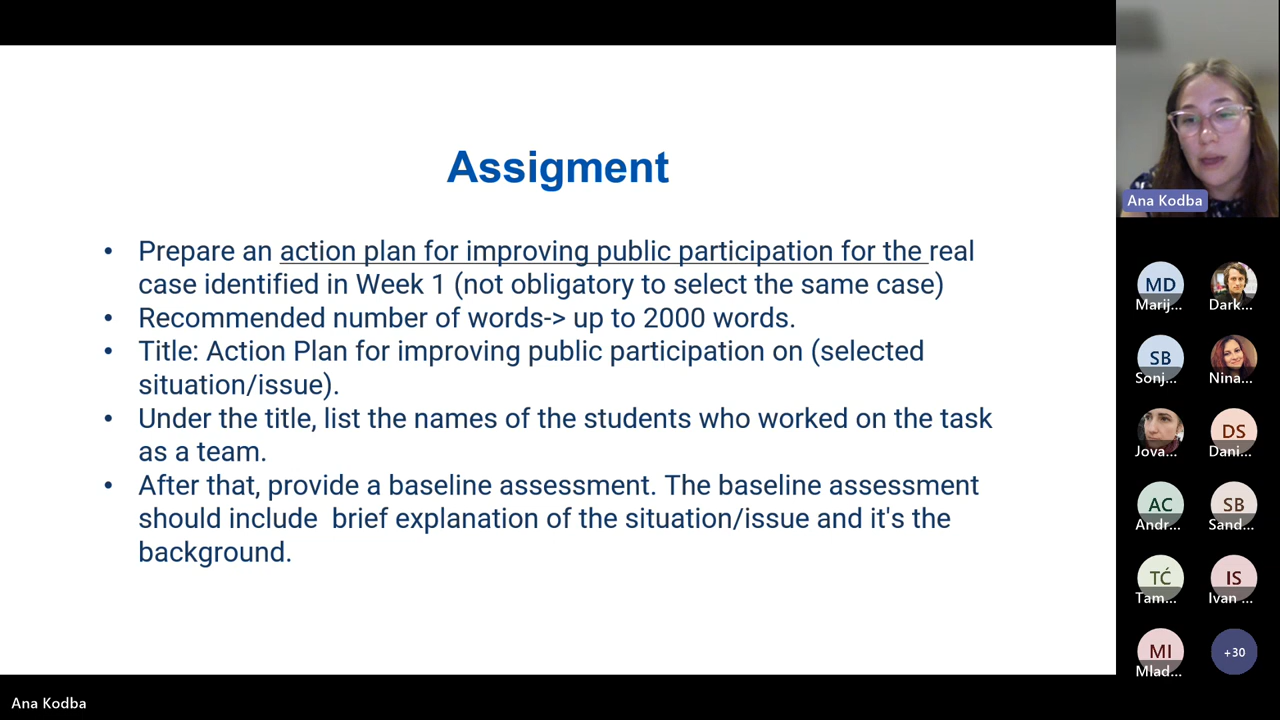 Assigment
• Prepare an action plan for improving public participation for the real
case identified in Week 1 (not obligatory to select the same case)
• Recommended number of words-> up to 2000 words.
• Title: Action Plan for improving public participation on (selected
situation/issue).
• Under the title, list the names of the students who worked on the task
as a team.
• After that, provide a baseline assessment. The baseline assessment
should include  brief explanation of the situation/issue and it's the
background.
Ana Kodba
MD
Marij...
Dark...
SB
Sonj...
Nina...
Jova...
DS
Dani...
AC
Andr...
SB
Sand...
TĆ
Tam...
IS
Ivan ...
MI
Mlad...
+30
Ana Kodba